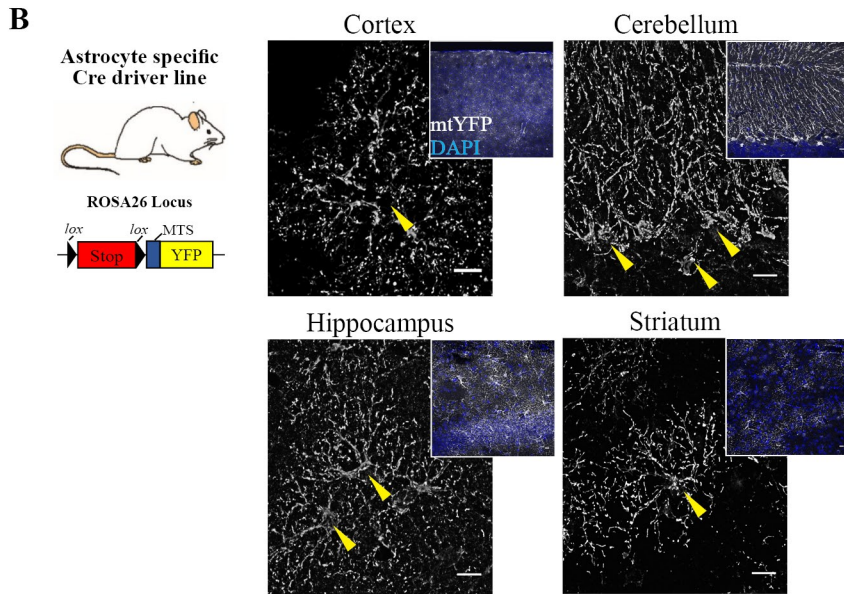 B
Astrocyte specific
Cre driver line
ROSA26 Locus
lox
lox
MTS
Stop
YFP
Cortex
mtYFP
DAPI
Cerebellum
Hippocampus
Striatum